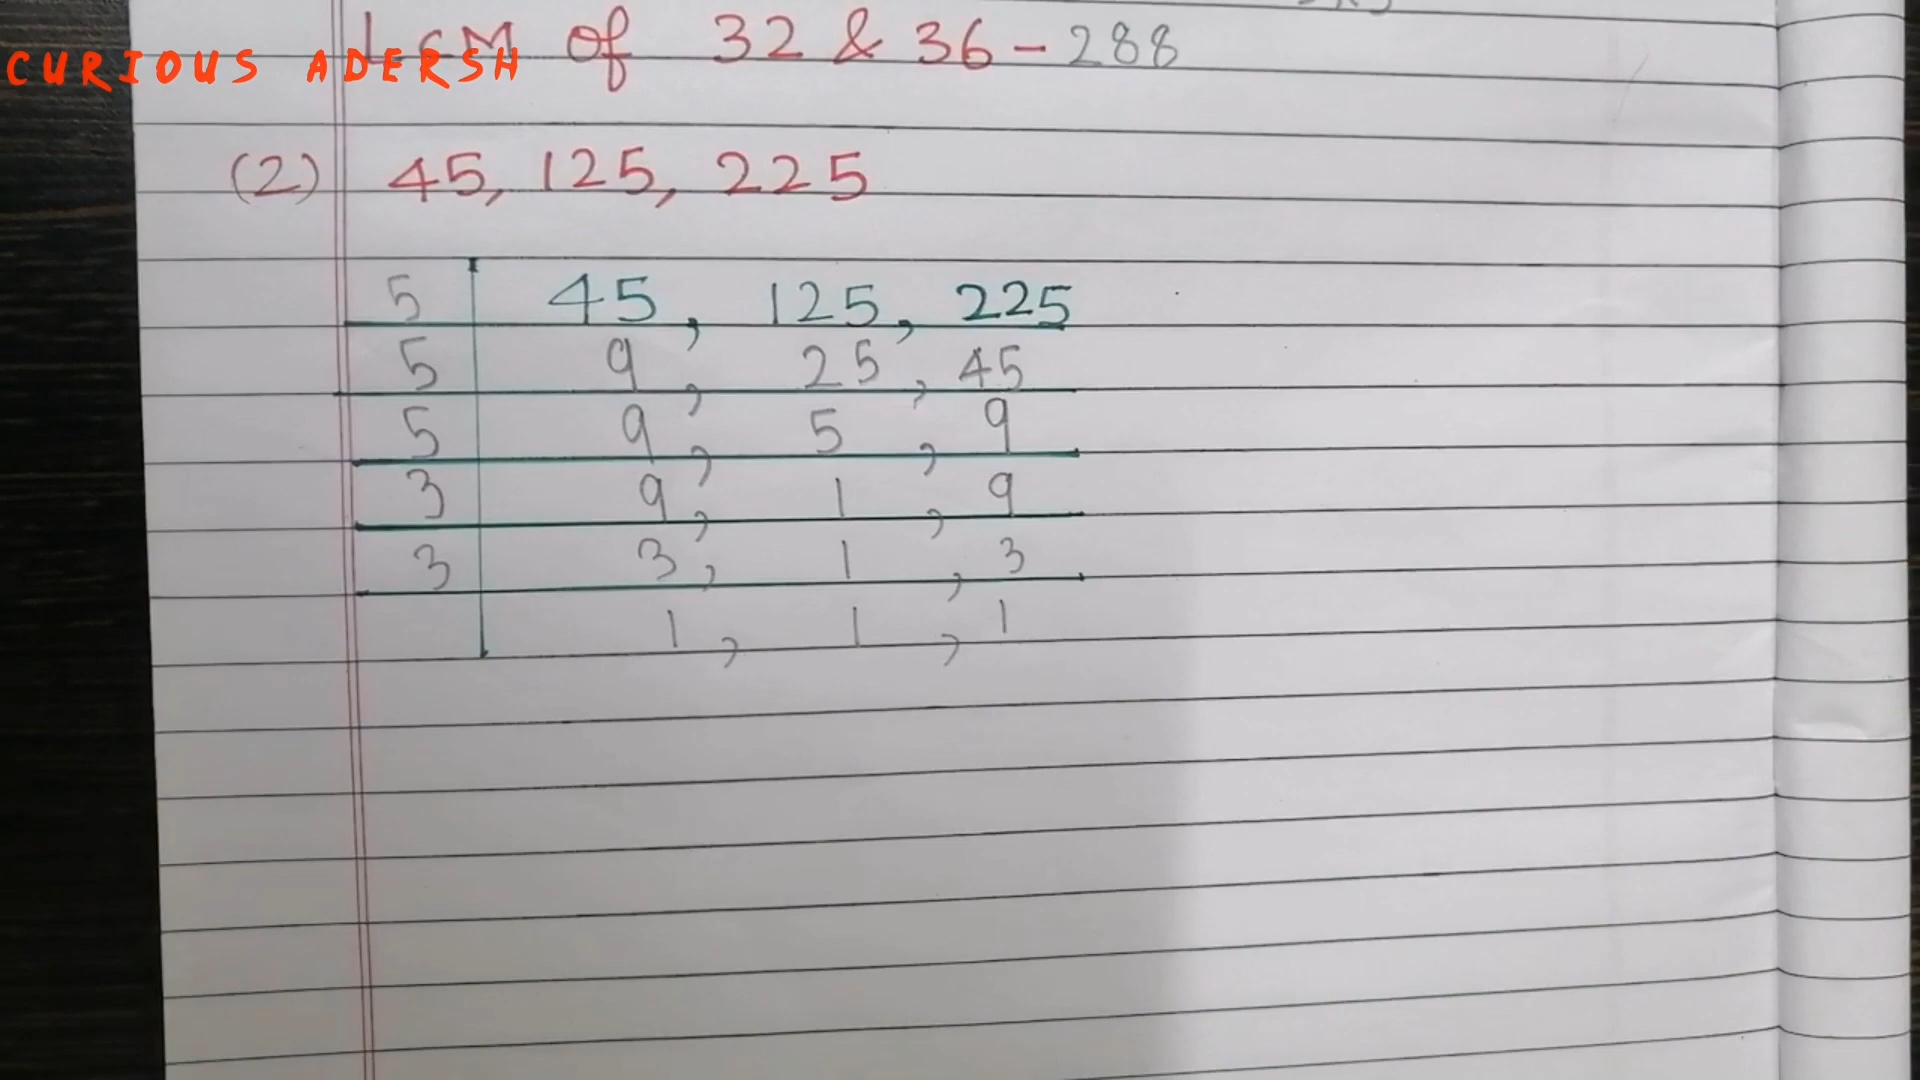 LCM of 32 & 36 - 288
CURIOUS ADERSH
(2) 45, 125, 225
5 45, 125, 225
5 9, 25, 45
5 9, 5, 9
3 9, 1, 9
3 3, 1, 3
1, 1, 1